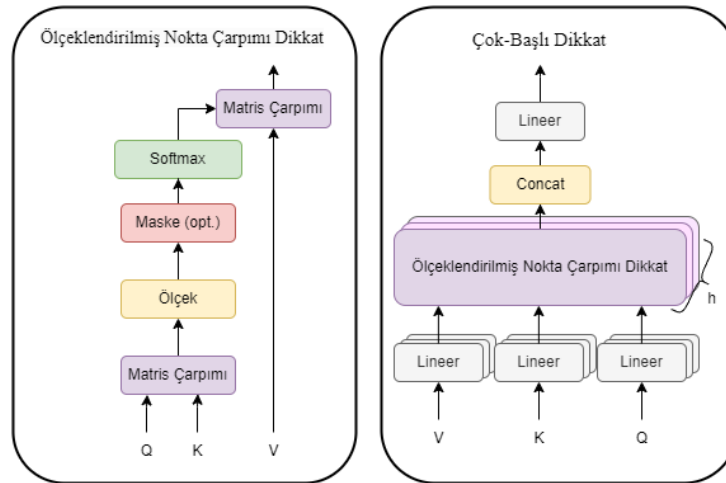 Ölçeklendirilmiş Nokta Çarpımı Dikkat
Matris Çarpımı
Softmax
Maske (opt.)
Ölçek
Matris Çarpımı
Q
K
V
Çok-Başlı Dikkat
Lineer
Concat
Ölçeklendirilmiş Nokta Çarpımı Dikkat
h
Lineer
Lineer
Lineer
V
K
Q